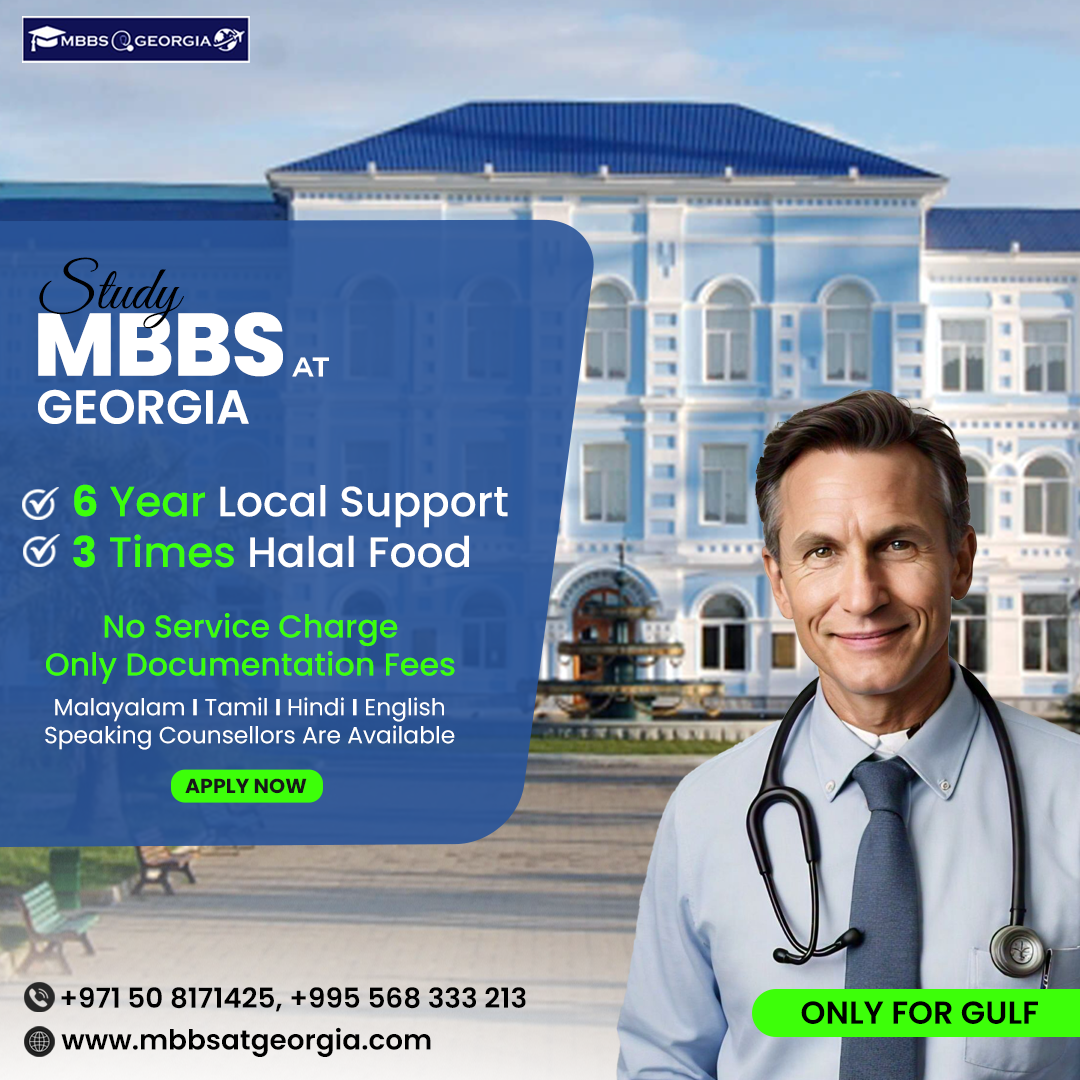 MBBS @ GEORGIA
Study
MBBS AT
GEORGIA
6 Year Local Support
3 Times Halal Food
No Service Charge
Only Documentation Fees
Malayalam I Tamil I Hindi I English
Speaking Counsellors Are Available
APPLY NOW
+971 50 8171425, +995 568 333 213
www.mbbsatgeorgia.com
ONLY FOR GULF